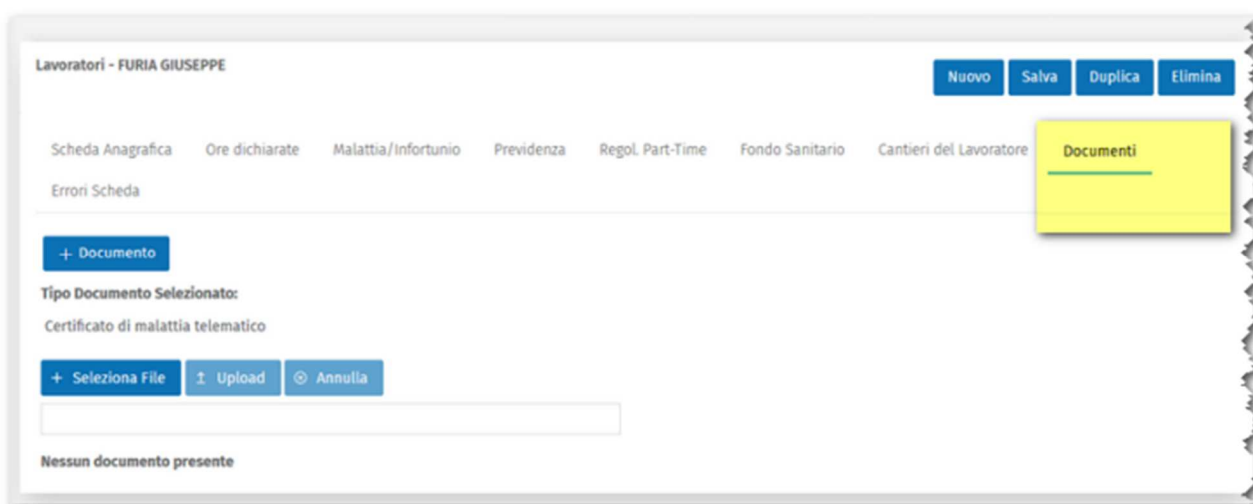 Lavoratori - FURIA GIUSEPPE
Nuovo Salva Duplica Elimina
Scheda Anagrafica Ore dichiarate Malattia/Infortunio Previdenza Regol. Part-Time Fondo Sanitario Cantieri del Lavoratore Documenti
Errori Scheda
+ Documento
Tipo Documento Selezionato:
Certificato di malattia telematico
+ Seleziona File Upload Annulla
Nessun documento presente